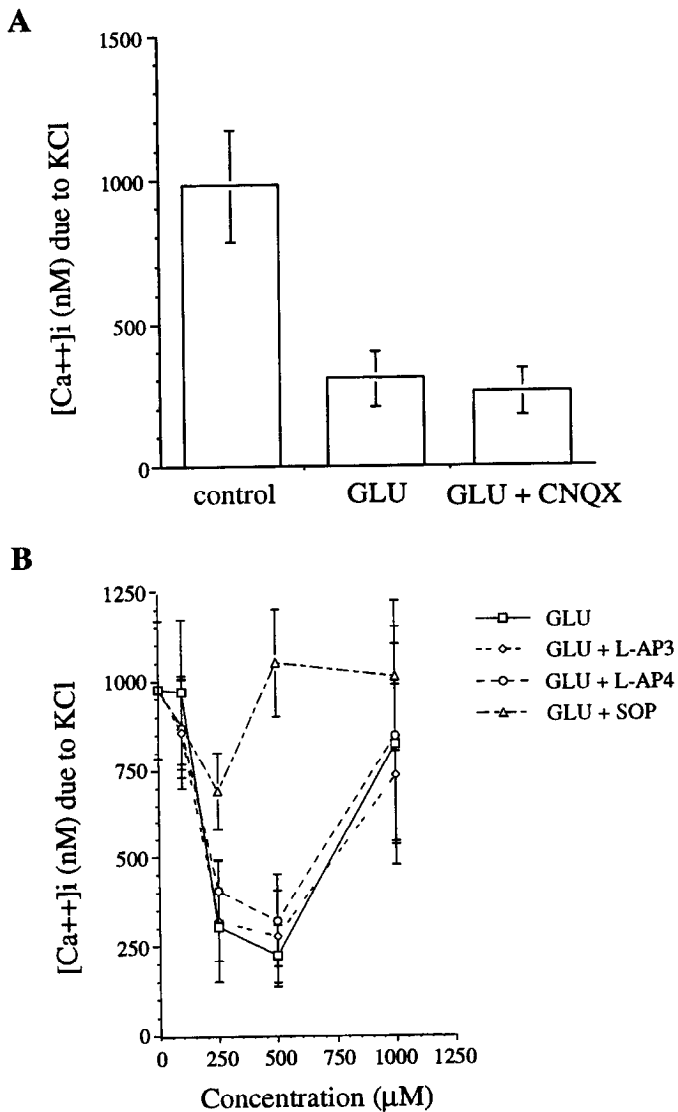 A
1500
1000
500
0
[Ca++]i (nM) due to KCl
control GLU GLU + CNQX
B
1250
1000
750
500
250
0
[Ca++]i (nM) due to KCl
0 250 500 750 1000 1250
Concentration (μM)
GLU
GLU + L-AP3
GLU + L-AP4
GLU + SOP